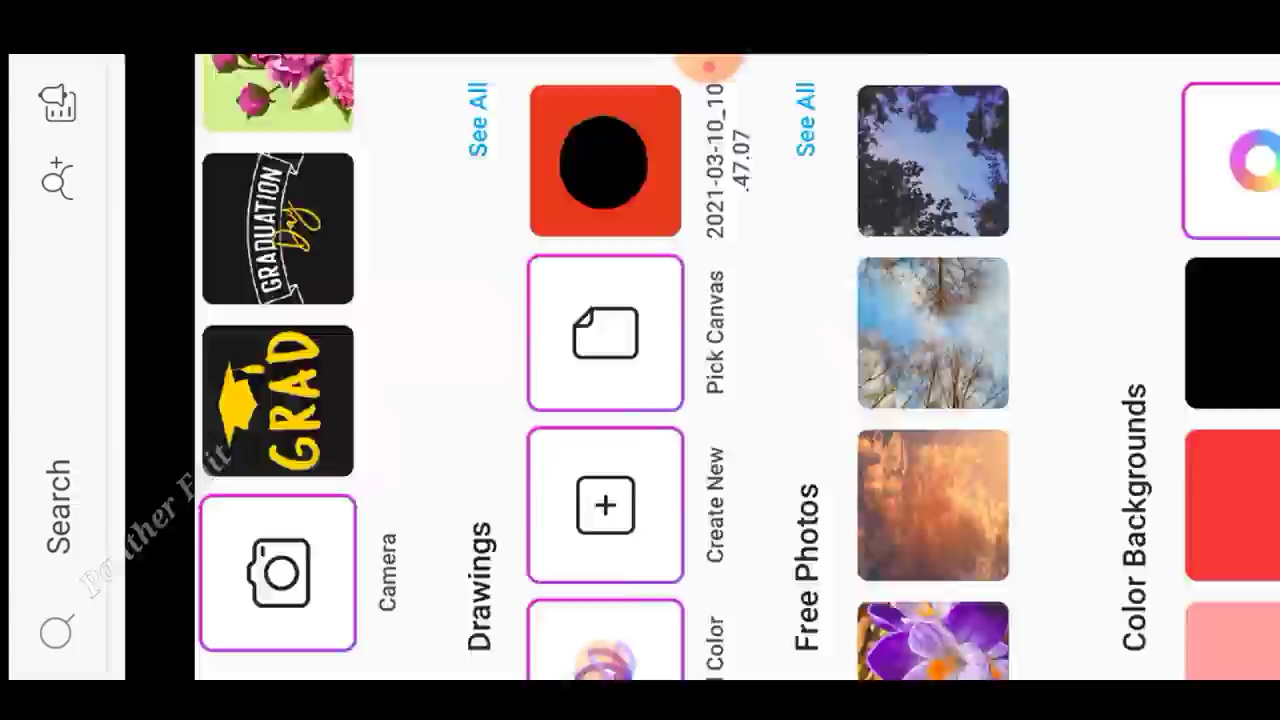 Search
GRAD
GRADUATION
Day
Camera
Drawings
See All
Color
Create New
Pick Canvas
2021-03-10_10
.47.07
Free Photos
See All
Color Backgrounds